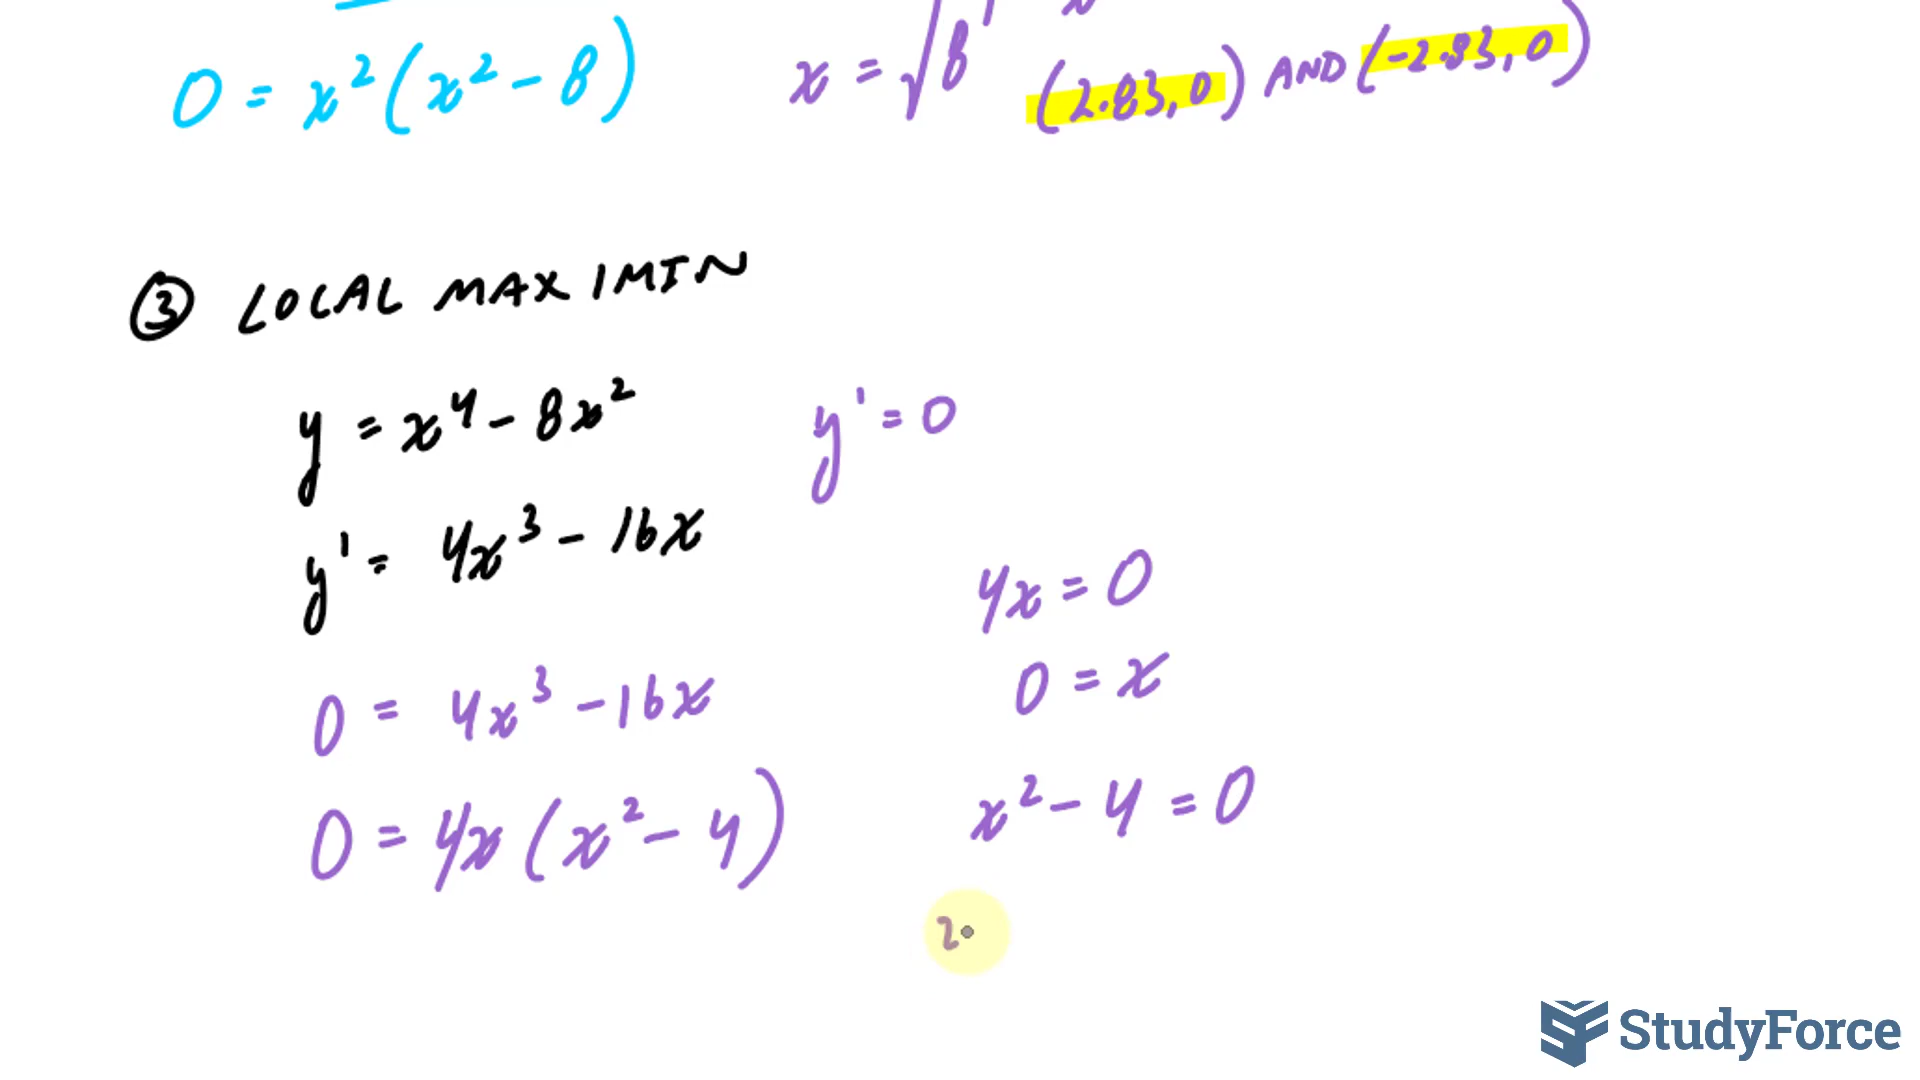 0 = x²(x² - 8)
x = √8
(2.83, 0) AND (-2.83, 0)
③ LOCAL MAX / MIN
y = x⁴ - 8x²
y' = 0
y' = 4x³ - 16x
4x = 0
0 = 4x³ - 16x
0 = x
0 = 4x(x² - 4)
x² - 4 = 0
StudyForce